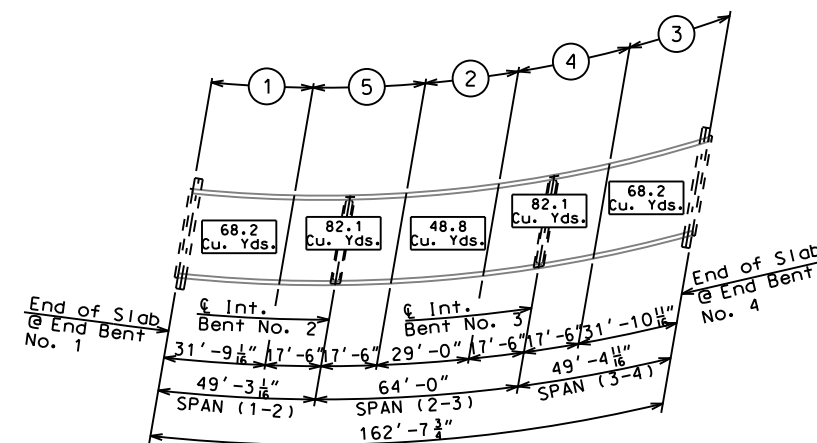 1
5
2
4
3
68.2
Cu. Yds.
82.1
Cu. Yds.
48.8
Cu. Yds.
82.1
Cu. Yds.
68.2
Cu. Yds.
End of Slab
@ End Bent
No. 1
℄ Int.
Bent No. 2
℄ Int.
Bent No. 3
End of Slab
@ End Bent
No. 4
31'-9 1/16"
17'-6"
17'-6"
29'-0"
17'-6"
17'-6"
31'-10 11/16"
49'-3 1/16"
SPAN (1-2)
64'-0"
SPAN (2-3)
49'-4 11/16"
SPAN (3-4)
162'-7 3/4"